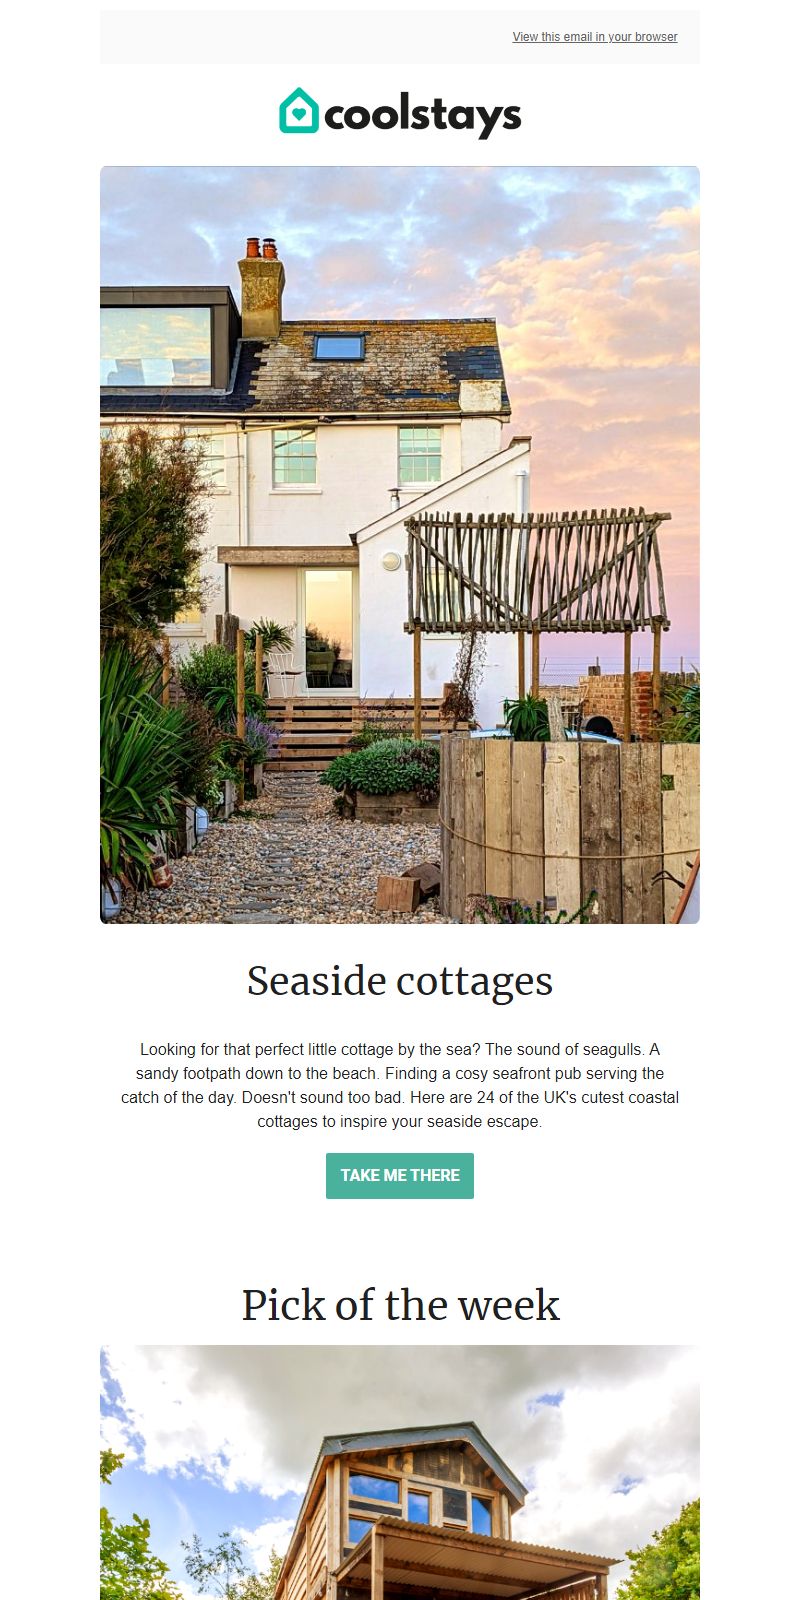 View this email in your browser
coolstays
Seaside cottages
Looking for that perfect little cottage by the sea? The sound of seagulls. A
sandy footpath down to the beach. Finding a cosy seafront pub serving the
catch of the day. Doesn't sound too bad. Here are 24 of the UK's cutest coastal
cottages to inspire your seaside escape.
TAKE ME THERE
Pick of the week